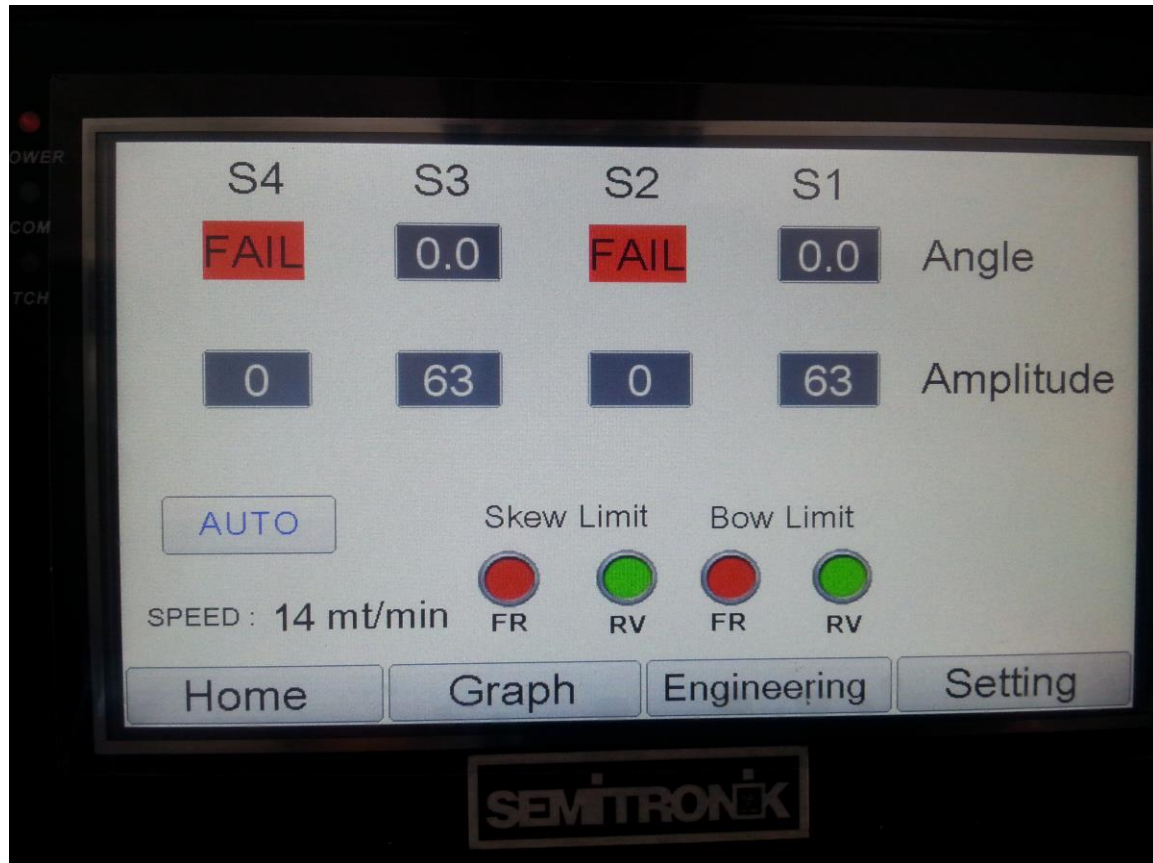 S4 S3 S2 S1
FAIL 0.0 FAIL 0.0 Angle
0 63 0 63 Amplitude
AUTO
Skew Limit Bow Limit
FR RV FR RV
SPEED : 14 mt/min
Home Graph Engineering Setting
SEMITRONIK
OWER
COM
TCH